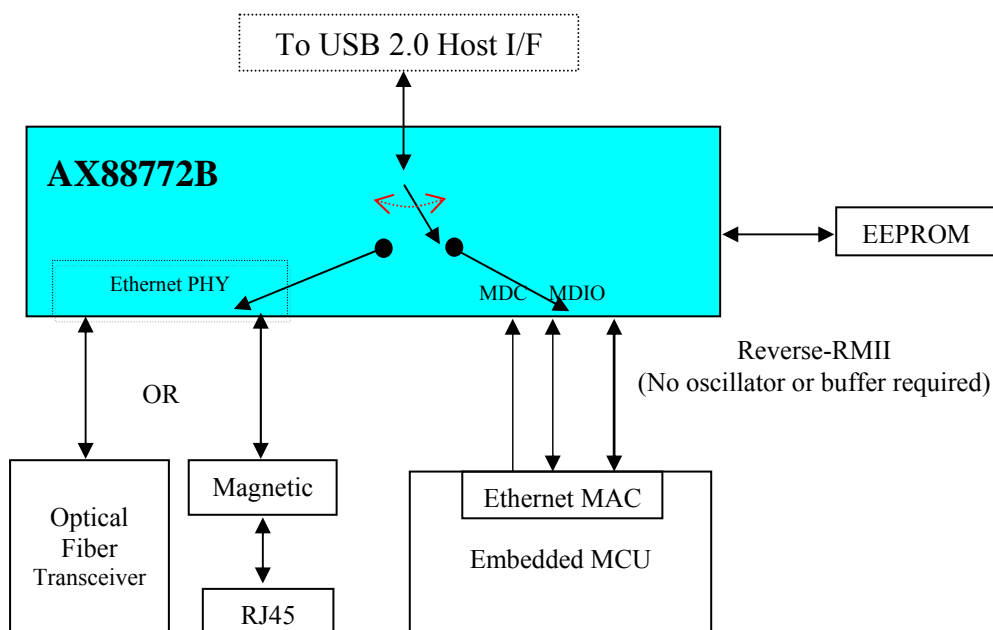 To USB 2.0 Host I/F
AX88772B
EEPROM
Ethernet PHY
MDC MDIO
Reverse-RMII
(No oscillator or buffer required)
OR
Optical
Fiber
Transceiver
Magnetic
RJ45
Ethernet MAC
Embedded MCU